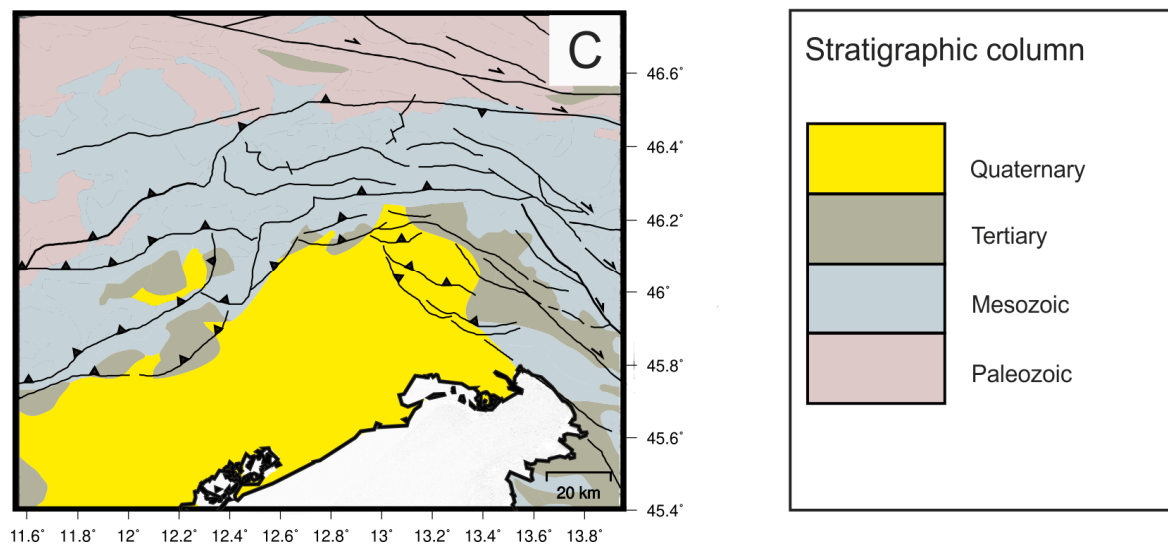 C
Stratigraphic column
46.6°
46.4°
46.2°
46°
45.8°
45.6°
45.4°
Quaternary
Tertiary
Mesozoic
Paleozoic
20 km
11.6° 11.8° 12° 12.2° 12.4° 12.6° 12.8° 13° 13.2° 13.4° 13.6° 13.8°